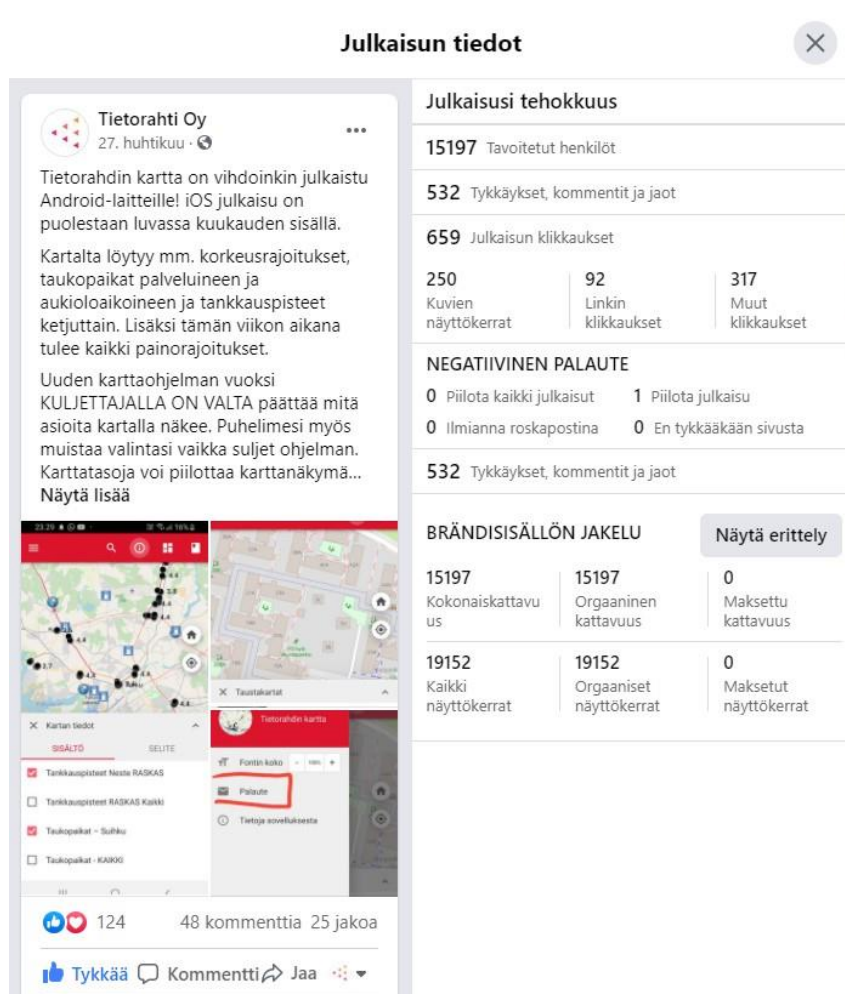 Julkaisun tiedot
Tietorahti Oy
27. huhtikuu ·
Tietorahdin kartta on vihdoinkin julkaistu
Android-laitteille! iOS julkaisu on
puolestaan luvassa kuukauden sisällä.
Kartalta löytyy mm. korkeusrajoitukset,
taukopaikat palveluineen ja
aukioloaikoineen ja tankkauspisteet
ketjuttain. Lisäksi tämän viikon aikana
tulee kaikki painorajoitukset.
Uuden karttaohjelman vuoksi
KULJETTAJALLA ON VALTA päättää mitä
asioita kartalla näkee. Puhelimesi myös
muistaa valintasi vaikka suljet ohjelman.
Karttatasoja voi piilottaa karttanäkymä...
Näytä lisää
23.29
Kartan tiedot
SISÄLTÖ SELITE
Tankkauspisteet Neste RASKAS
Tankkauspisteet RASKAS Kaikki
Taukopaikat – Suihku
Taukopaikat - KAIKKI
Taustakartat
Tietorahdin kartta
Fontin koko - 100% +
Palaute
Tietoja sovelluksesta
124 48 kommenttia 25 jakoa
Tykkää Kommentti Jaa
Julkaisusi tehokkuus
15197 Tavoitetut henkilöt
532 Tykkäykset, kommentit ja jaot
659 Julkaisun klikkaukset
250 92 317
Kuvien Linkin Muut
näyttökerrat klikkaukset klikkaukset
NEGATIIVINEN PALAUTE
0 Piilota kaikki julkaisut 1 Piilota julkaisu
0 Ilmianna roskapostina 0 En tykkääkään sivusta
532 Tykkäykset, kommentit ja jaot
BRÄNDISISÄLLÖN JAKELU Näytä erittely
15197 15197 0
Kokonaiskattavu Orgaaninen Maksettu
us kattavuus kattavuus
19152 19152 0
Kaikki Orgaaniset Maksetut
näyttökerrat näyttökerrat näyttökerrat